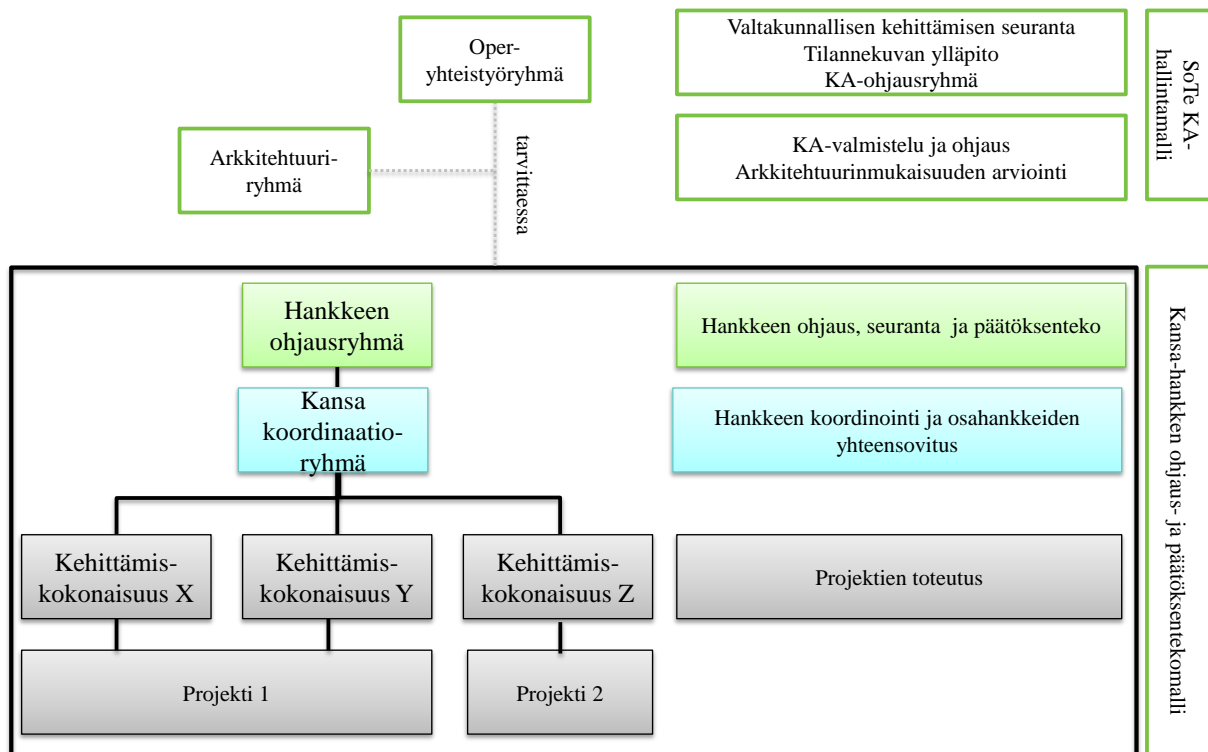 Oper-
yhteistyöryhmä
Valtakunnallisen kehittämisen seuranta
Tilannekuvan ylläpito
KA-ohjausryhmä
SoTe KA-
hallintamalli
Arkkitehtuuri-
ryhmä
tarvittaessa
KA-valmistelu ja ohjaus
Arkkitehtuurinmukaisuuden arviointi
Hankkeen
ohjausryhmä
Hankkeen ohjaus, seuranta ja päätöksenteko
Kansa
koordinaatio-
ryhmä
Hankkeen koordinointi ja osahankkeiden
yhteensovitus
Kansa-hankken ohjaus- ja päätöksentekomalli
Kehittämis-
kokonaisuus X
Kehittämis-
kokonaisuus Y
Kehittämis-
kokonaisuus Z
Projektien toteutus
Projekti 1
Projekti 2